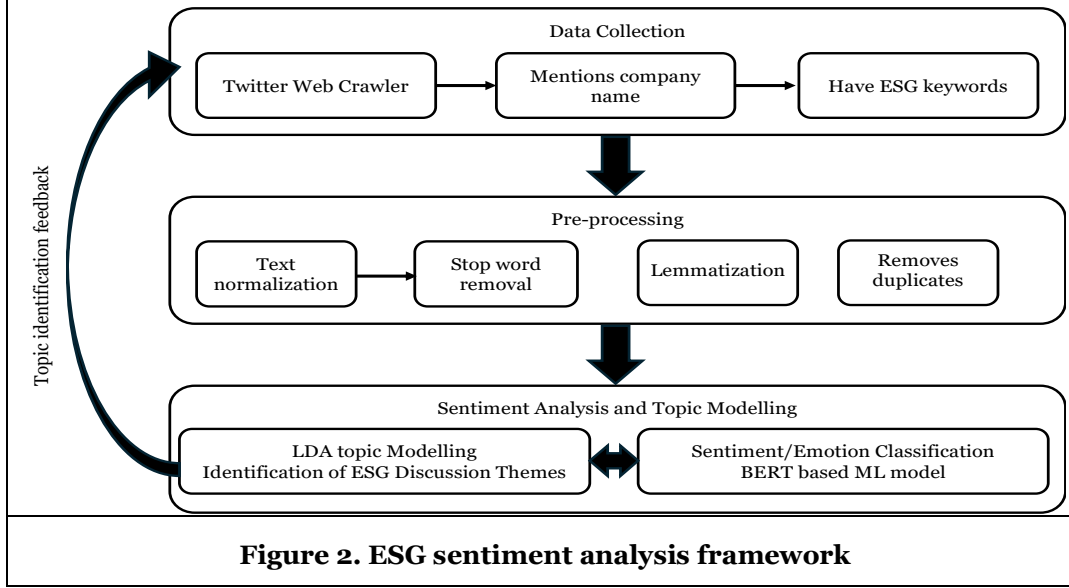 Data Collection
Twitter Web Crawler
Mentions company
name
Have ESG keywords
Topic identification feedback
Pre-processing
Text
normalization
Stop word
removal
Lemmatization
Removes
duplicates
Sentiment Analysis and Topic Modelling
LDA topic Modelling
Identification of ESG Discussion Themes
Sentiment/Emotion Classification
BERT based ML model
Figure 2. ESG sentiment analysis framework